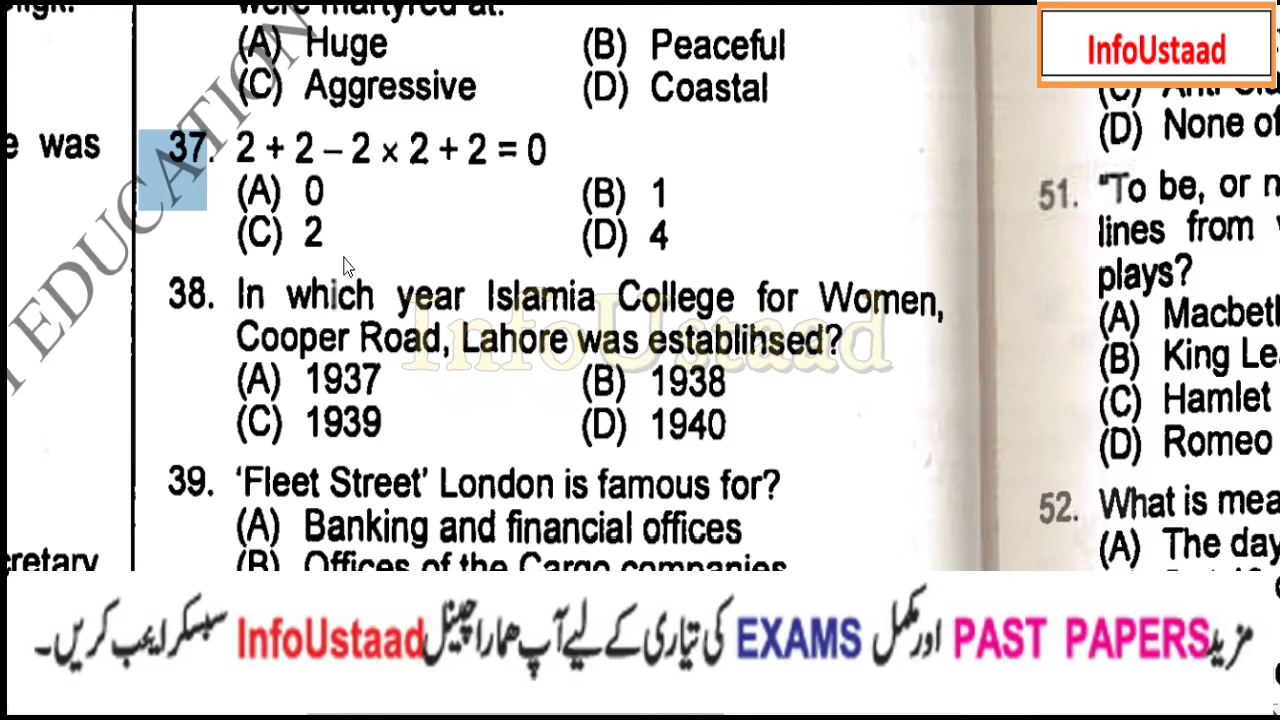 were martyred at:
(A) Huge (B) Peaceful
(C) Aggressive (D) Coastal
37. 2 + 2 – 2 × 2 + 2 = 0
(A) 0 (B) 1
(C) 2 (D) 4
38. In which year Islamia College for Women,
Cooper Road, Lahore was establihsed?
(A) 1937 (B) 1938
(C) 1939 (D) 1940
39. ‘Fleet Street’ London is famous for?
(A) Banking and financial offices
(B) Offices of the Cargo companies
e was
cretary
EDUCATION
InfoUstaad
InfoUstaad
(D) None of
51. "To be, or
lines from
plays?
(A) Macbeth
(B) King Le
(C) Hamlet
(D) Romeo
52. What is mea
(A) The day
مزید PAST PAPERS اور مکمل EXAMS کی تیاری کے لیے آپ ہمارا چینل InfoUstaad سبسکرایب کریں۔